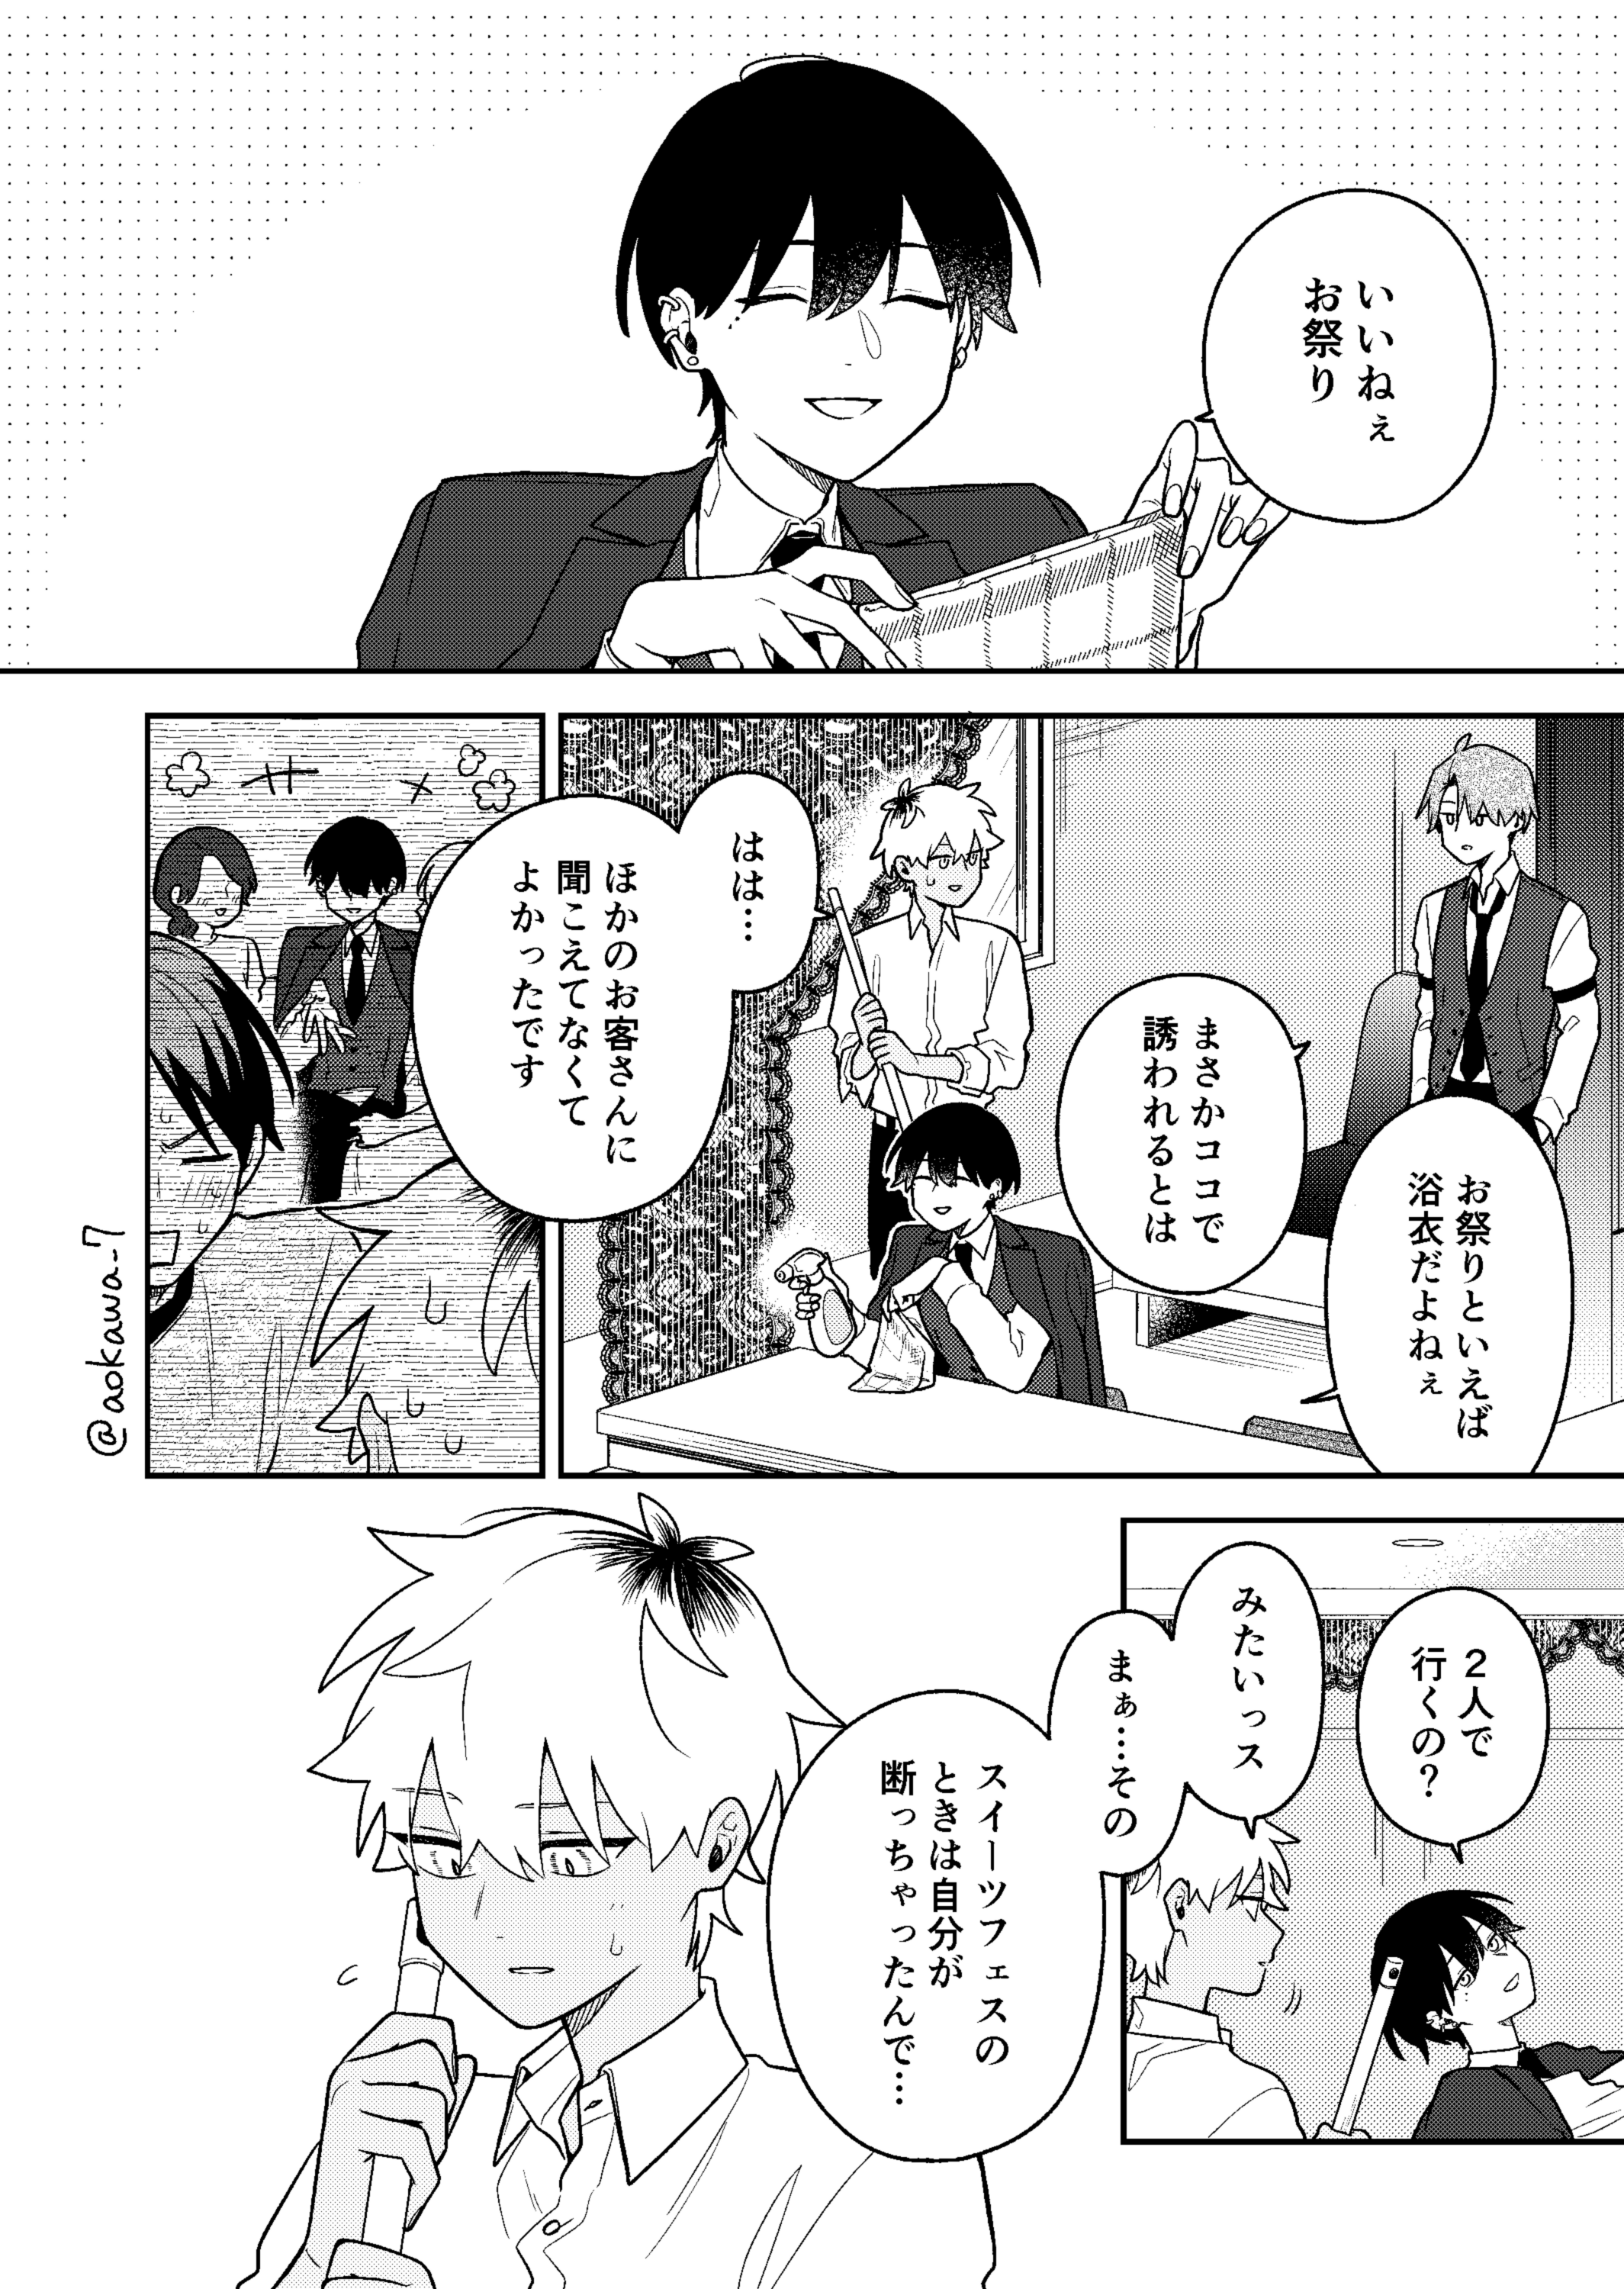 いいねぇ
お祭り
お祭りといえば
浴衣だよねぇ
まさかココで
誘われるとは
はは…
ほかのお客さんに
聞こえてなくて
よかったです
@aokawa_7
2人で
行くの？
みたいっス
まぁ…その
スイーツフェスの
ときは自分が
断っちゃったんで…